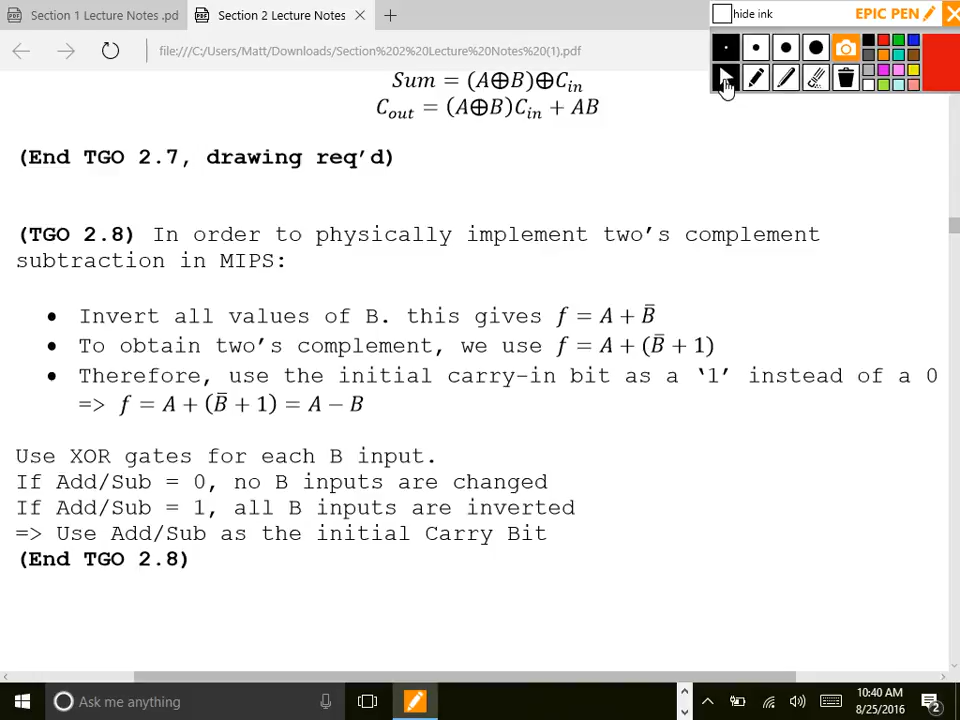 Section 1 Lecture Notes .pd
Section 2 Lecture Notes
hide ink
EPIC PEN
file:///C:/Users/Matt/Downloads/Section%202%20Lecture%20Notes (1).pdf
Sum = (A⊕B)⊕C_in
C_out = (A⊕B)C_in + AB
(End TGO 2.7, drawing req'd)
(TGO 2.8) In order to physically implement two's complement
subtraction in MIPS:
• Invert all values of B. this gives f = A + B̅
• To obtain two's complement, we use f = A + (B̅ + 1)
• Therefore, use the initial carry-in bit as a '1' instead of a 0
=> f = A + (B̅ + 1) = A − B
Use XOR gates for each B input.
If Add/Sub = 0, no B inputs are changed
If Add/Sub = 1, all B inputs are inverted
=> Use Add/Sub as the initial Carry Bit
(End TGO 2.8)
Ask me anything
10:40 AM
8/25/2016
2